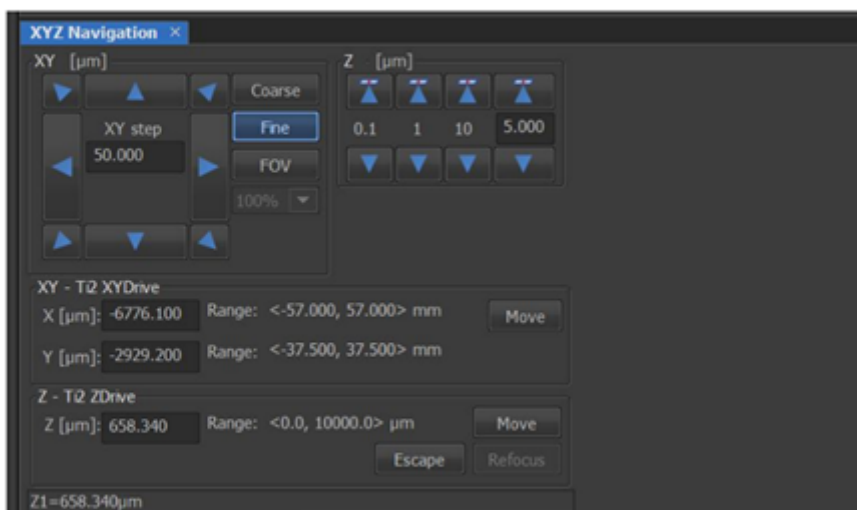 XYZ Navigation ×
XY [µm]
Z [µm]
Coarse
XY step
Fine
0.1 1 10 5.000
50.000
FOV
100%
XY - Ti2 XYDrive
X [µm]: -6776.100 Range: <-57.000, 57.000> mm Move
Y [µm]: -2929.200 Range: <-37.500, 37.500> mm
Z - Ti2 ZDrive
Z [µm]: 658.340 Range: <0.0, 10000.0> µm Move
Escape Refocus
Z1=658.340µm